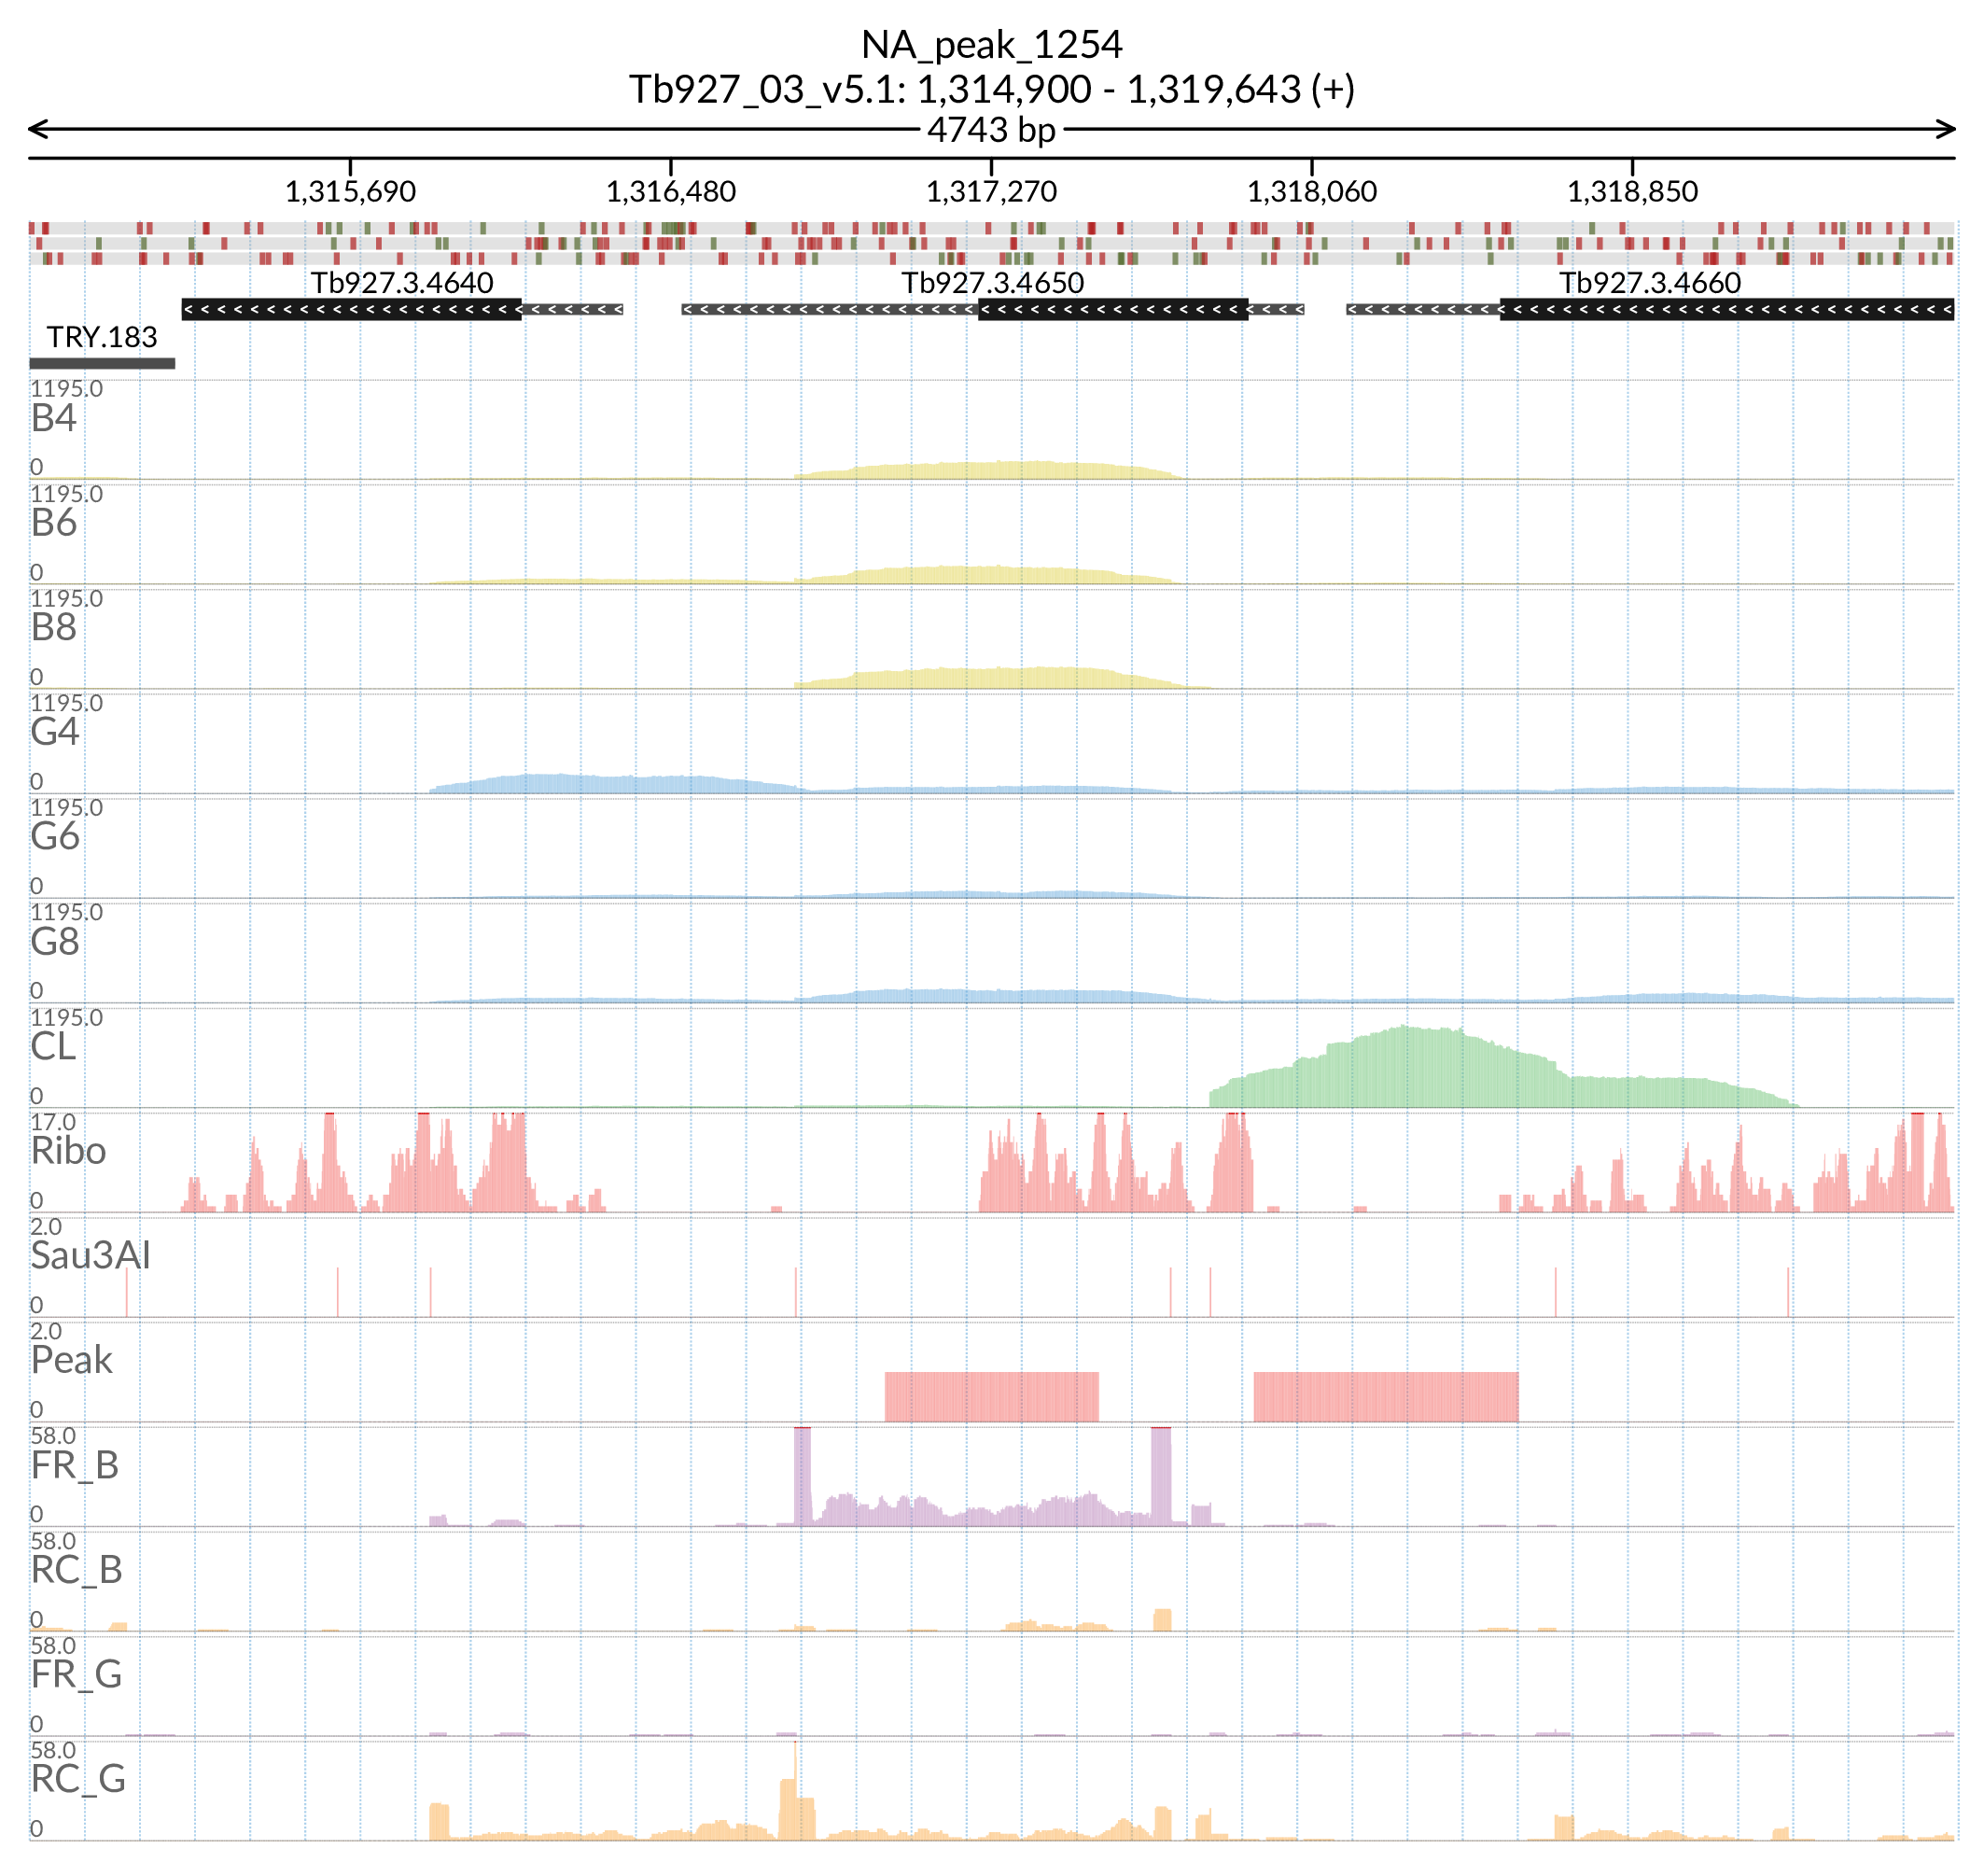 NA_peak_1254
Tb927_03_v5.1: 1,314,900 - 1,319,643 (+)
4743 bp
1,315,690 1,316,480 1,317,270 1,318,060 1,318,850
Tb927.3.4640 Tb927.3.4650 Tb927.3.4660
TRY.183
1195.0
B4
0
1195.0
B6
0
1195.0
B8
0
1195.0
G4
0
1195.0
G6
0
1195.0
G8
0
1195.0
CL
0
17.0
Ribo
0
2.0
Sau3AI
0
2.0
Peak
0
58.0
FR_B
0
58.0
RC_B
0
58.0
FR_G
0
58.0
RC_G
0